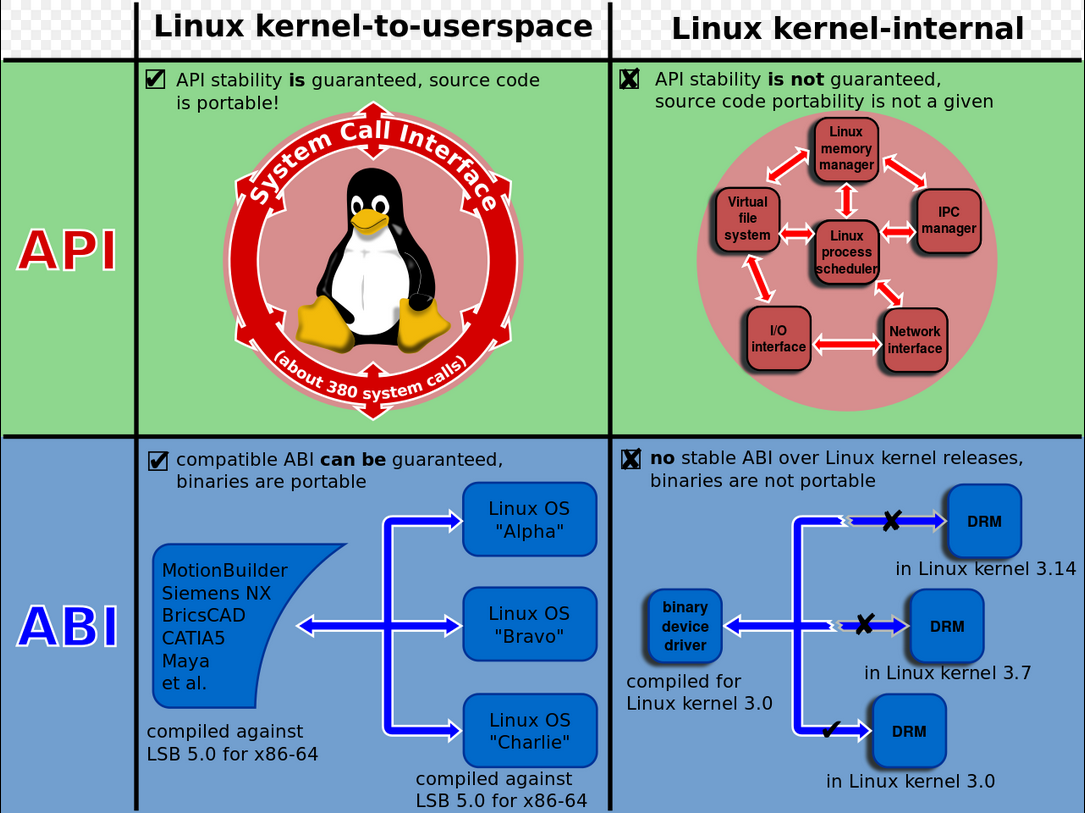 Linux kernel-to-userspace
Linux kernel-internal
API
API stability is guaranteed, source code
is portable!
System Call Interface
(about 380 system calls)
API stability is not guaranteed,
source code portability is not a given
Linux
memory
manager
Virtual
file
system
IPC
manager
Linux
process
scheduler
I/O
interface
Network
interface
ABI
compatible ABI can be guaranteed,
binaries are portable
MotionBuilder
Siemens NX
BricsCAD
CATIA5
Maya
et al.
compiled against
LSB 5.0 for x86-64
Linux OS
"Alpha"
Linux OS
"Bravo"
Linux OS
"Charlie"
compiled against
LSB 5.0 for x86-64
no stable ABI over Linux kernel releases,
binaries are not portable
binary
device
driver
compiled for
Linux kernel 3.0
DRM
in Linux kernel 3.14
DRM
in Linux kernel 3.7
DRM
in Linux kernel 3.0